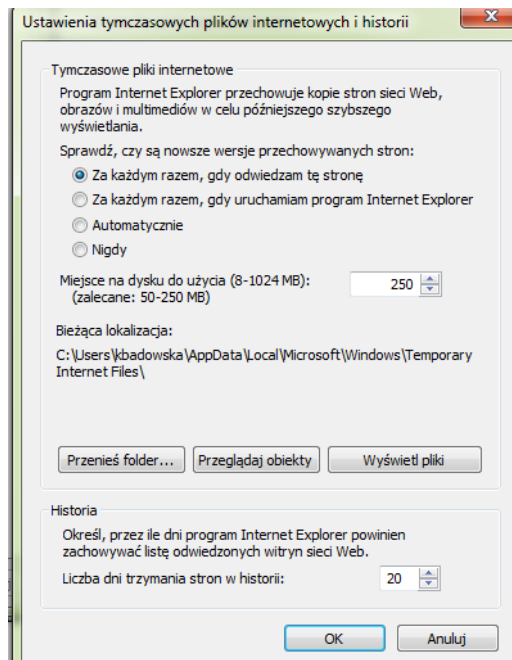 Ustawienia tymczasowych plików internetowych i historii
Tymczasowe pliki internetowe
Program Internet Explorer przechowuje kopie stron sieci Web,
obrazów i multimediów w celu późniejszego szybszego
wyświetlania.
Sprawdź, czy są nowsze wersje przechowywanych stron:
Za każdym razem, gdy odwiedzam tę stronę
Za każdym razem, gdy uruchamiam program Internet Explorer
Automatycznie
Nigdy
Miejsce na dysku do użycia (8-1024 MB): 250
(zalecane: 50-250 MB)
Bieżąca lokalizacja:
C:\Users\kbadowska\AppData\Local\Microsoft\Windows\Temporary
Internet Files\
Przenieś folder... Przeglądaj obiekty Wyświetl pliki
Historia
Określ, przez ile dni program Internet Explorer powinien
zachowywać listę odwiedzonych witryn sieci Web.
Liczba dni trzymania stron w historii: 20
OK Anuluj